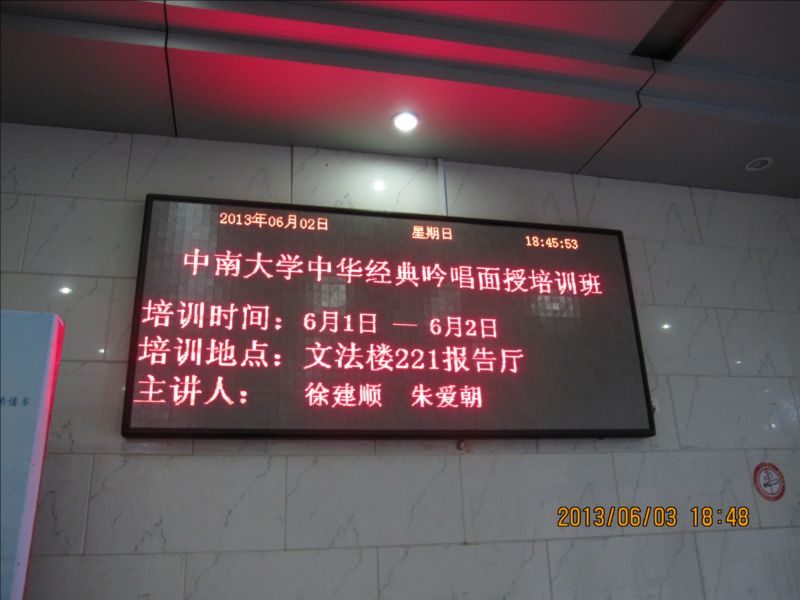 2013年06月02日 星期日 18:45:53
中南大学中华经典吟唱面授培训班
培训时间：6月1日 — 6月2日
培训地点：文法楼221报告厅
主讲人： 徐建顺 朱爱朝
2013/06/03 18:48